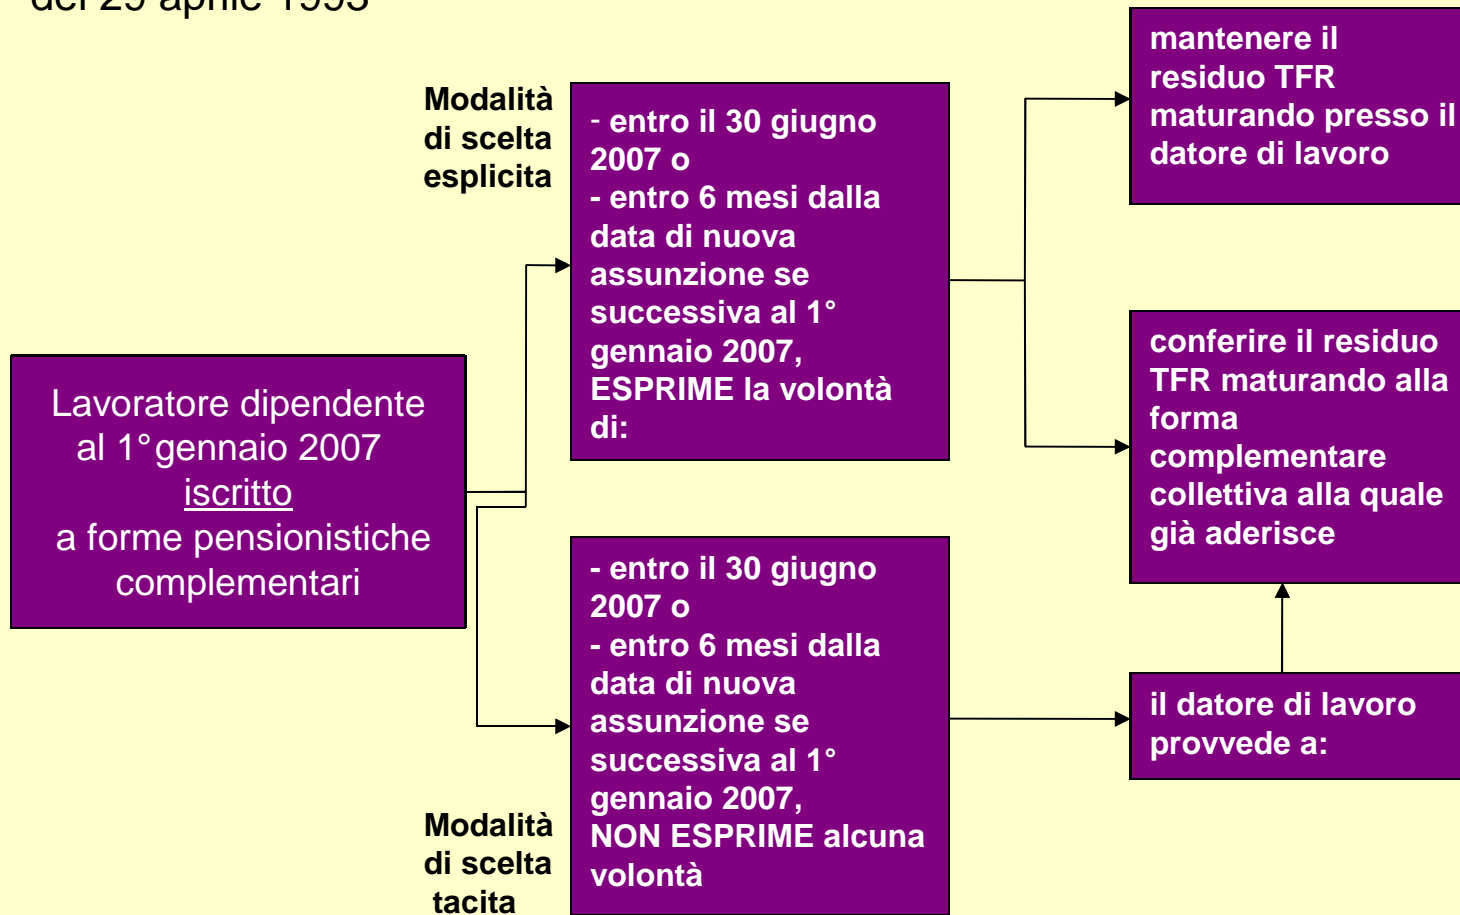 del 29 aprile 1993
Modalità
di scelta
esplicita
- entro il 30 giugno
2007 o
- entro 6 mesi dalla
data di nuova
assunzione se
successiva al 1°
gennaio 2007,
ESPRIME la volontà
di:
mantenere il
residuo TFR
maturando presso il
datore di lavoro
conferire il residuo
TFR maturando alla
forma
complementare
collettiva alla quale
già aderisce
Lavoratore dipendente
al 1° gennaio 2007
iscritto
a forme pensionistiche
complementari
- entro il 30 giugno
2007 o
- entro 6 mesi dalla
data di nuova
assunzione se
successiva al 1°
gennaio 2007,
NON ESPRIME alcuna
volontà
il datore di lavoro
provvede a:
Modalità
di scelta
tacita